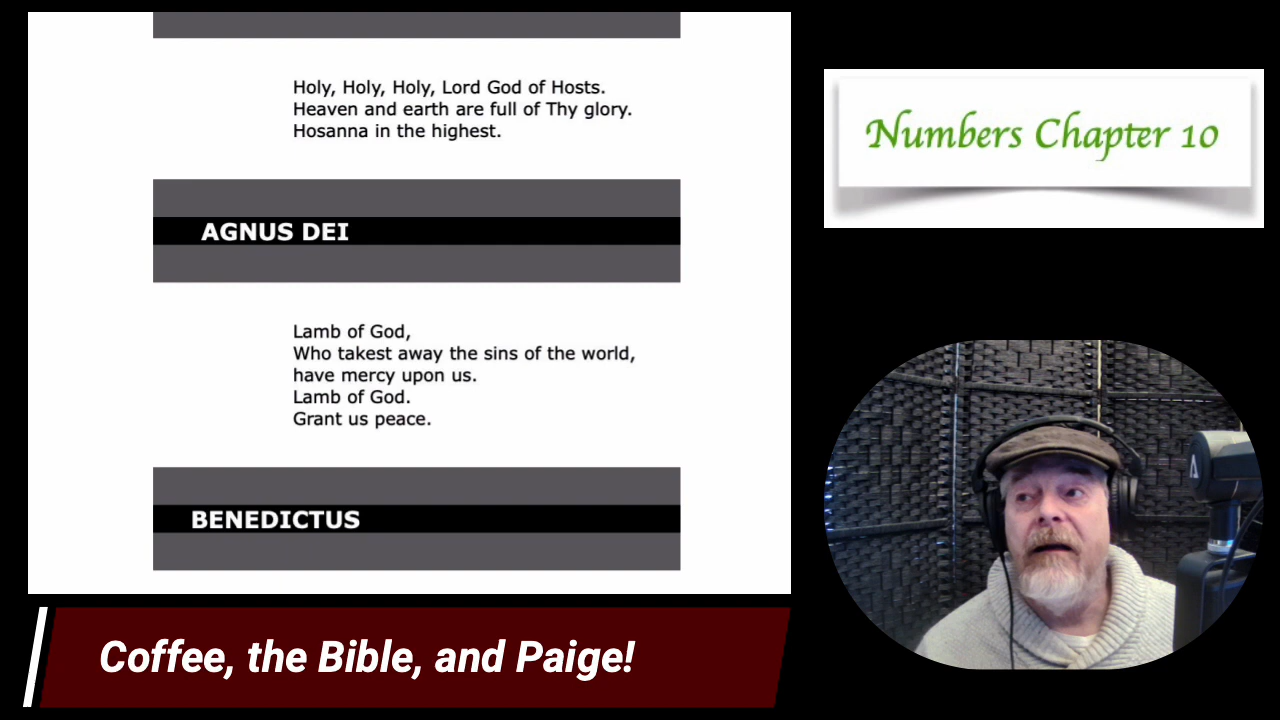 Holy, Holy, Holy, Lord God of Hosts.
Heaven and earth are full of Thy glory.
Hosanna in the highest.
AGNUS DEI
Lamb of God,
Who takest away the sins of the world,
have mercy upon us.
Lamb of God.
Grant us peace.
BENEDICTUS
Numbers Chapter 10
Coffee, the Bible, and Paige!